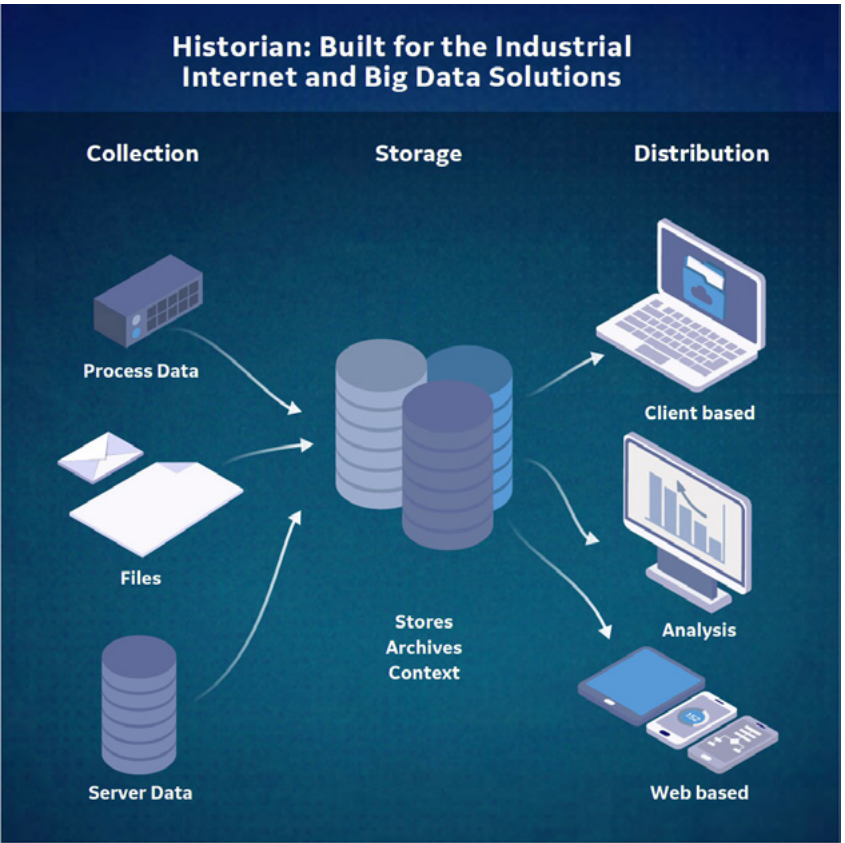 Historian: Built for the Industrial
Internet and Big Data Solutions
Collection
Storage
Distribution
Process Data
Files
Server Data
Stores
Archives
Context
Client based
Analysis
152
Web based